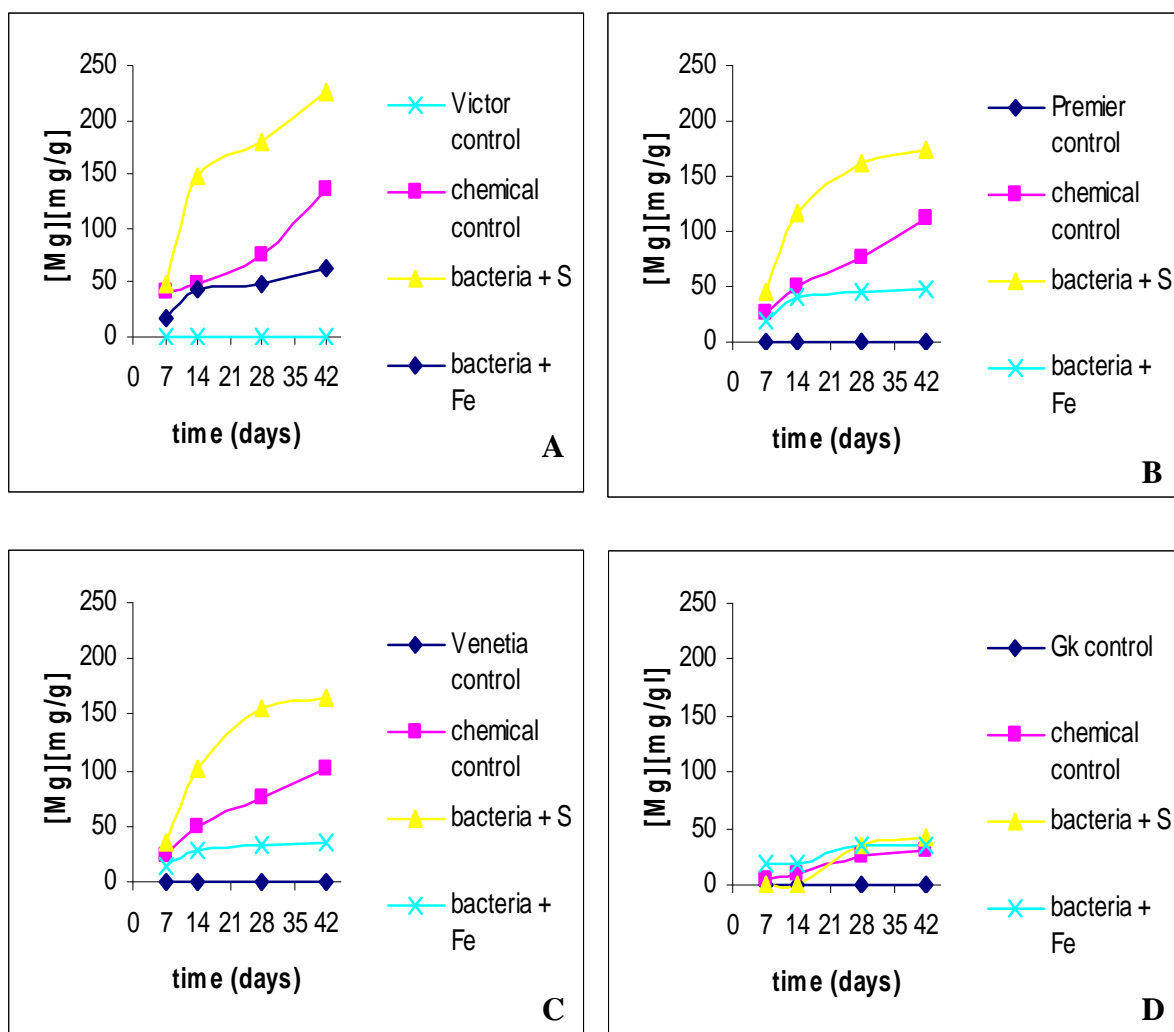 [Mg][mg/g]
250
200
150
100
50
0
0 7 14 21 28 35 42
time (days)
Victor
control
chemical
control
bacteria + S
bacteria +
Fe
A
[Mg][mg/g]
250
200
150
100
50
0
0 7 14 21 28 35 42
time (days)
Premier
control
chemical
control
bacteria + S
bacteria +
Fe
B
[Mg][mg/g]
250
200
150
100
50
0
0 7 14 21 28 35 42
time (days)
Venetia
control
chemical
control
bacteria + S
bacteria +
Fe
C
[Mg][mg/gl]
250
200
150
100
50
0
0 7 14 21 28 35 42
time (days)
Gk control
chemical
control
bacteria + S
bacteria +
Fe
D